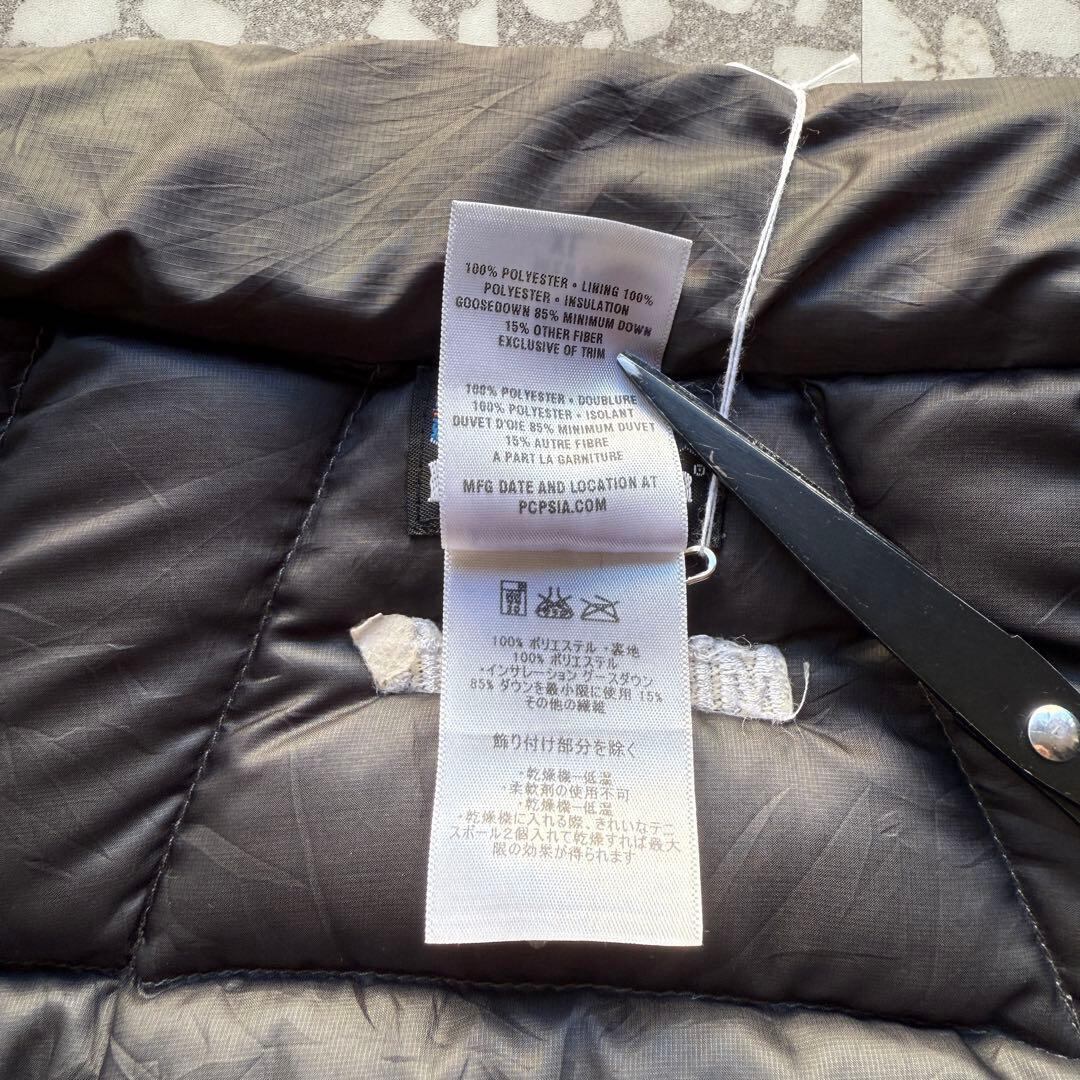 100% POLYESTER • LINING 100%
POLYESTER • INSULATION
GOOSEDOWN 85% MINIMUM DOWN
15% OTHER FIBER
EXCLUSIVE OF TRIM
100% POLYESTER • DOUBLURE
100% POLYESTER • ISOLANT
DUVET D'OIE 85% MINIMUM DUVET
15% AUTRE FIBRE
A PART LA GARNITURE
MFG DATE AND LOCATION AT
PCPSIA.COM
100% ポリエステル ・裏地
100% ポリエステル
・インサレーション グースダウン
85% ダウンを最小限に使用 15%
その他の繊維
飾り付け部分を除く
・乾燥機ー低温
・柔軟剤の使用不可
・乾燥機ー低温
・乾燥機に入れる際、きれいなテニ
スボール2個入れて乾燥すれば最大
限の効果が得られます